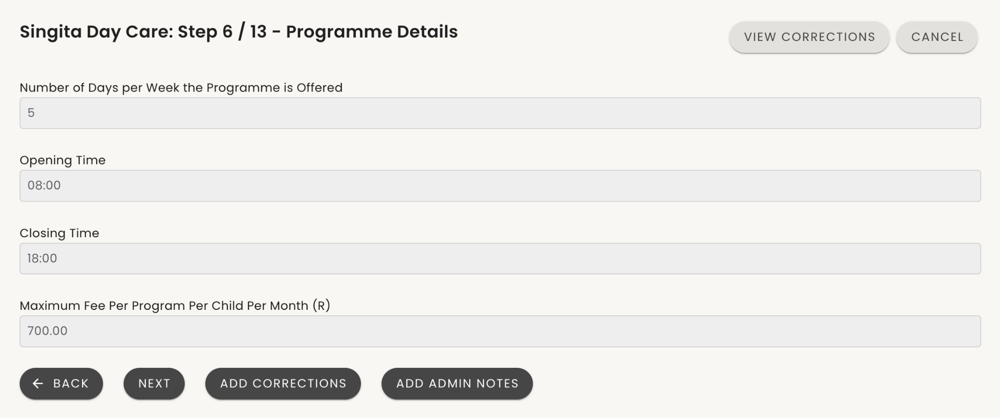 Singita Day Care: Step 6 / 13 - Programme Details
VIEW CORRECTIONS
CANCEL
Number of Days per Week the Programme is Offered
5
Opening Time
08:00
Closing Time
18:00
Maximum Fee Per Program Per Child Per Month (R)
700.00
← BACK
NEXT
ADD CORRECTIONS
ADD ADMIN NOTES